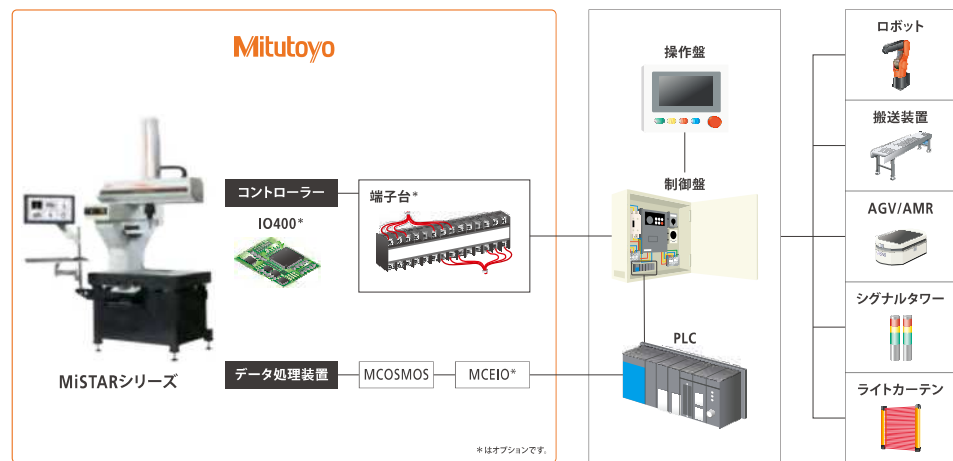 Mitutoyo
コントローラー
IO400*
端子台*
MiSTARシリーズ
データ処理装置
MCOSMOS
MCEIO*
*はオプションです。
操作盤
制御盤
PLC
ロボット
搬送装置
AGV/AMR
シグナルタワー
ライトカーテン